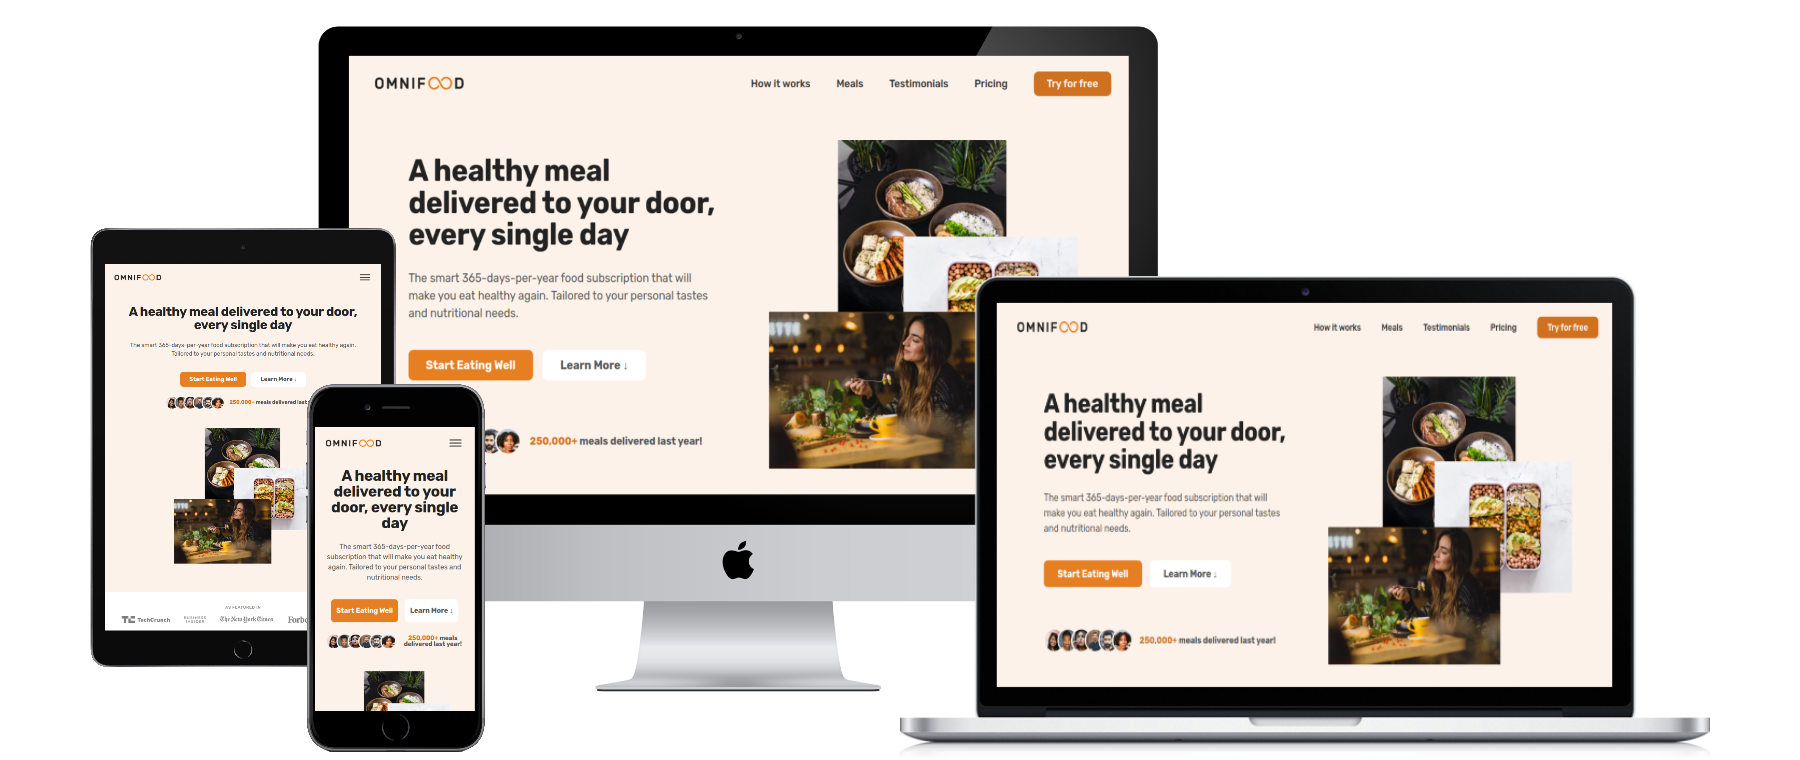 OMNIFOOD
How it works Meals Testimonials Pricing Try for free
A healthy meal
delivered to your door,
every single day
The smart 365-days-per-year food subscription that will
make you eat healthy again. Tailored to your personal tastes
and nutritional needs.
Start Eating Well Learn More ↓
250,000+ meals delivered last year!
OMNIFOOD
A healthy meal delivered to your door,
every single day
The smart 365-days-per-year food subscription that will make you eat healthy again.
Tailored to your personal tastes and nutritional needs.
Start Eating Well Learn More ↓
250,000+ meals delivered last
AS FEATURED IN
TechCrunch
BUSINESS
INSIDER
The New York Times
Forbe
OMNIFOOD
A healthy meal
delivered to your
door, every single
day
The smart 365-days-per-year food
subscription that will make you eat healthy
again. Tailored to your personal tastes and
nutritional needs.
Start Eating Well Learn More ↓
250,000+ meals
delivered last year!
OMNIFOOD
How it works Meals Testimonials Pricing Try for free
A healthy meal
delivered to your door,
every single day
The smart 365-days-per-year food subscription that will
make you eat healthy again. Tailored to your personal tastes
and nutritional needs.
Start Eating Well Learn More ↓
250,000+ meals delivered last year!